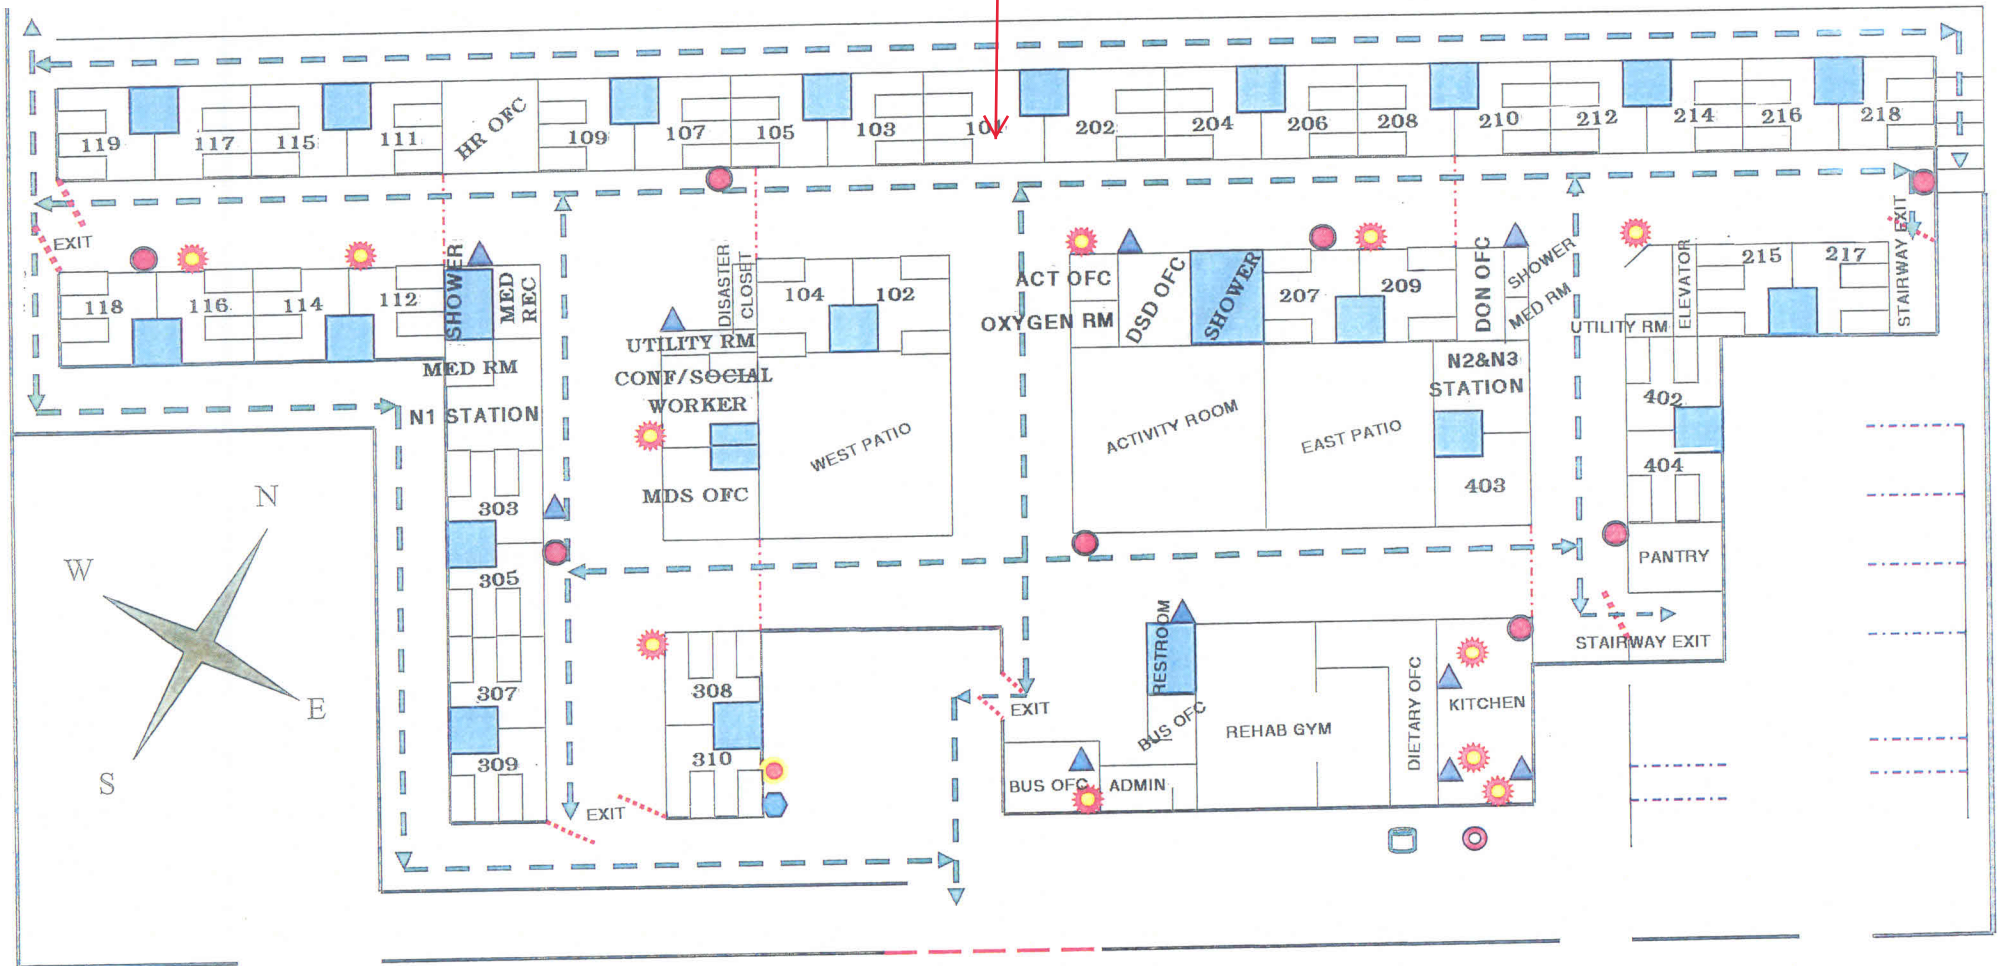 119
117
115
111
HR OFC
109
107
105
103
101
202
204
206
208
210
212
214
216
218
EXIT
118
116
114
112
SHOWER
MED
REC
DISASTER
CLOSET
104
102
ACT OFC
OXYGEN RM
DSD OFC
SHOWER
207
209
DON OFC
SHOWER
MED RM
UTILITY RM
ELEVATOR
215
217
STAIRWAY EXIT
MED RM
N1 STATION
UTILITY RM
CONF/SOCIAL
WORKER
MDS OFC
WEST PATIO
ACTIVITY ROOM
EAST PATIO
N2&N3
STATION
403
402
404
PANTRY
STAIRWAY EXIT
303
305
307
309
308
310
EXIT
EXIT
RESTROOM
BUS OFC
BUS OFC
ADMIN
REHAB GYM
DIETARY OFC
KITCHEN
N
W
E
S